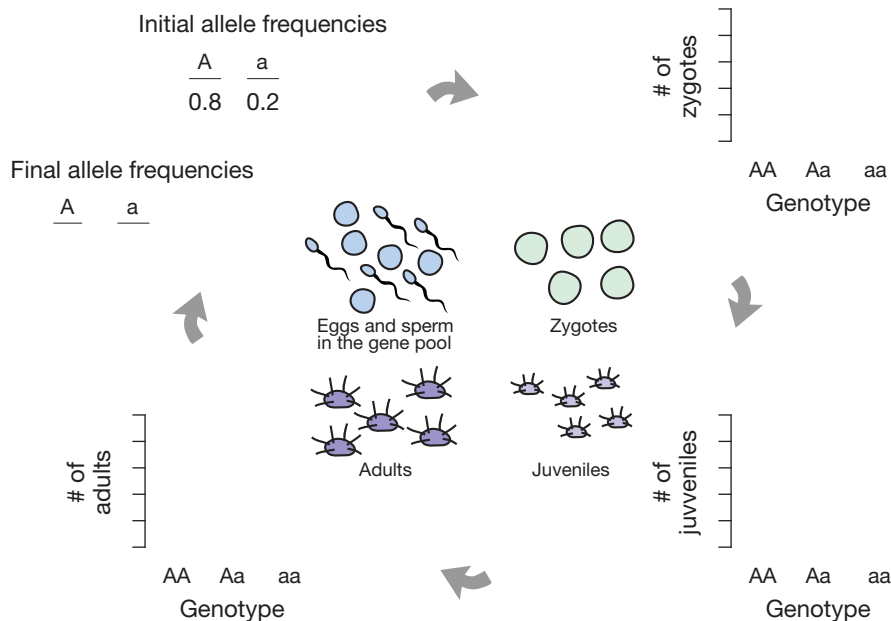 Initial allele frequencies
A a
0.8 0.2
# of
zygotes
AA Aa aa
Genotype
Final allele frequencies
A a
Eggs and sperm
in the gene pool
Zygotes
Adults
Juveniles
# of
adults
AA Aa aa
Genotype
# of
juvveniles
AA Aa aa
Genotype